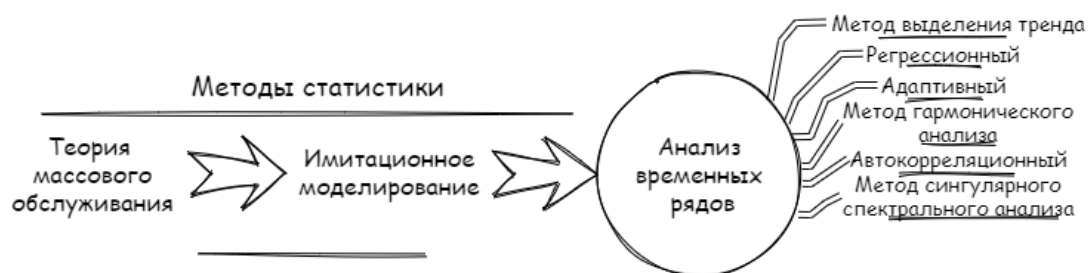 Методы статистики
Теория
массового
обслуживания
Имитационное
моделирование
Анализ
временных
рядов
Метод выделения тренда
Регрессионный
Адаптивный
Метод гармонического
анализа
Автокорреляционный
Метод сингулярного
спектрального анализа